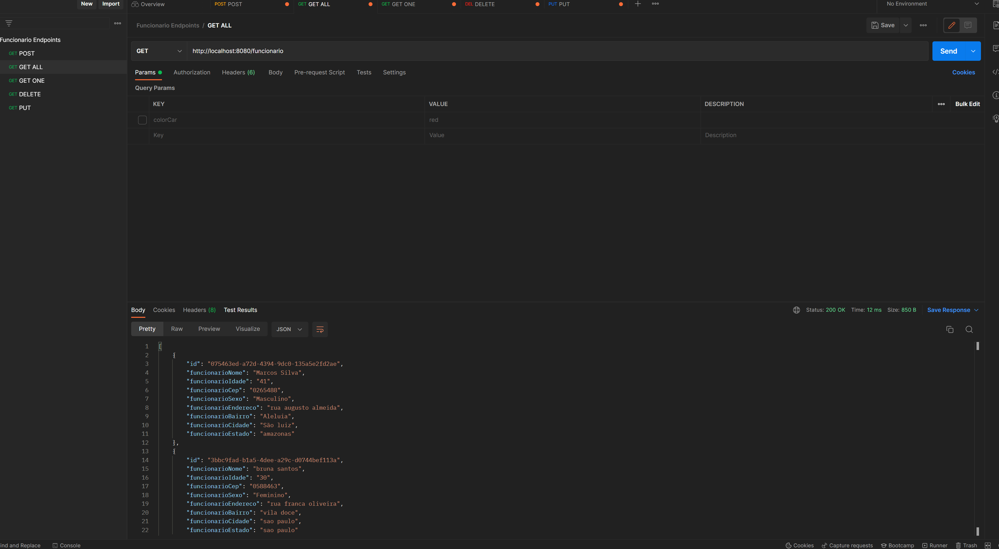 New Import Overview POST POST GET GET ALL GET GET ONE DEL DELETE PUT PUT No Environment
Funcionario Endpoints / GET ALL Save
Funcionario Endpoints
GET POST
GET GET ALL
GET GET ONE
GET DELETE
GET PUT
GET http://localhost:8080/funcionario Send
Params Authorization Headers (6) Body Pre-request Script Tests Settings Cookies
Query Params
KEY VALUE DESCRIPTION Bulk Edit
colorCar red
Key Value Description
Body Cookies Headers (8) Test Results Status: 200 OK Time: 12 ms Size: 850 B Save Response
Pretty Raw Preview Visualize JSON
1 [
2 {
3 "id": "075463ed-a72d-4394-9dc0-135a5e2fd2ae",
4 "funcionarioNome": "Marcos Silva",
5 "funcionarioIdade": "41",
6 "funcionarioCep": "0265488",
7 "funcionarioSexo": "Masculino",
8 "funcionarioEndereco": "rua augusto almeida",
9 "funcionarioBairro": "Aleluia",
10 "funcionarioCidade": "São luiz",
11 "funcionarioEstado": "amazonas"
12 },
13 {
14 "id": "3bbc9fad-b1a5-4dee-a29c-d0744bef113a",
15 "funcionarioNome": "bruna santos",
16 "funcionarioIdade": "30",
17 "funcionarioCep": "0588463",
18 "funcionarioSexo": "Feminino",
19 "funcionarioEndereco": "rua franca oliveira",
20 "funcionarioBairro": "vila doce",
21 "funcionarioCidade": "sao paulo",
22 "funcionarioEstado": "sao paulo"
ind and Replace Console Cookies Capture requests Bootcamp Runner Trash